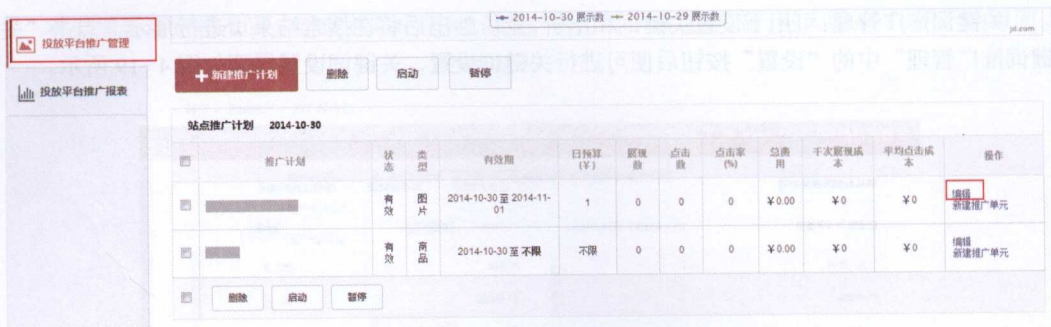 2014-10-30 展示数 2014-10-29 展示数
jd.com
投放平台推广管理
投放平台推广报表
+新建推广计划 删除 启动 暂停
站点推广计划 2014-10-30
推广计划 状态 类型 有效期 日预算(¥) 展现数 点击数 点击率(%) 总费用 千次展现成本 平均点击成本 操作
有效 图片 2014-10-30 至 2014-11-01 1 0 0 0 ¥0.00 ¥0 ¥0 编辑 新建推广单元
有效 商品 2014-10-30 至 不限 不限 0 0 0 ¥0.00 ¥0 ¥0 编辑 新建推广单元
删除 启动 暂停